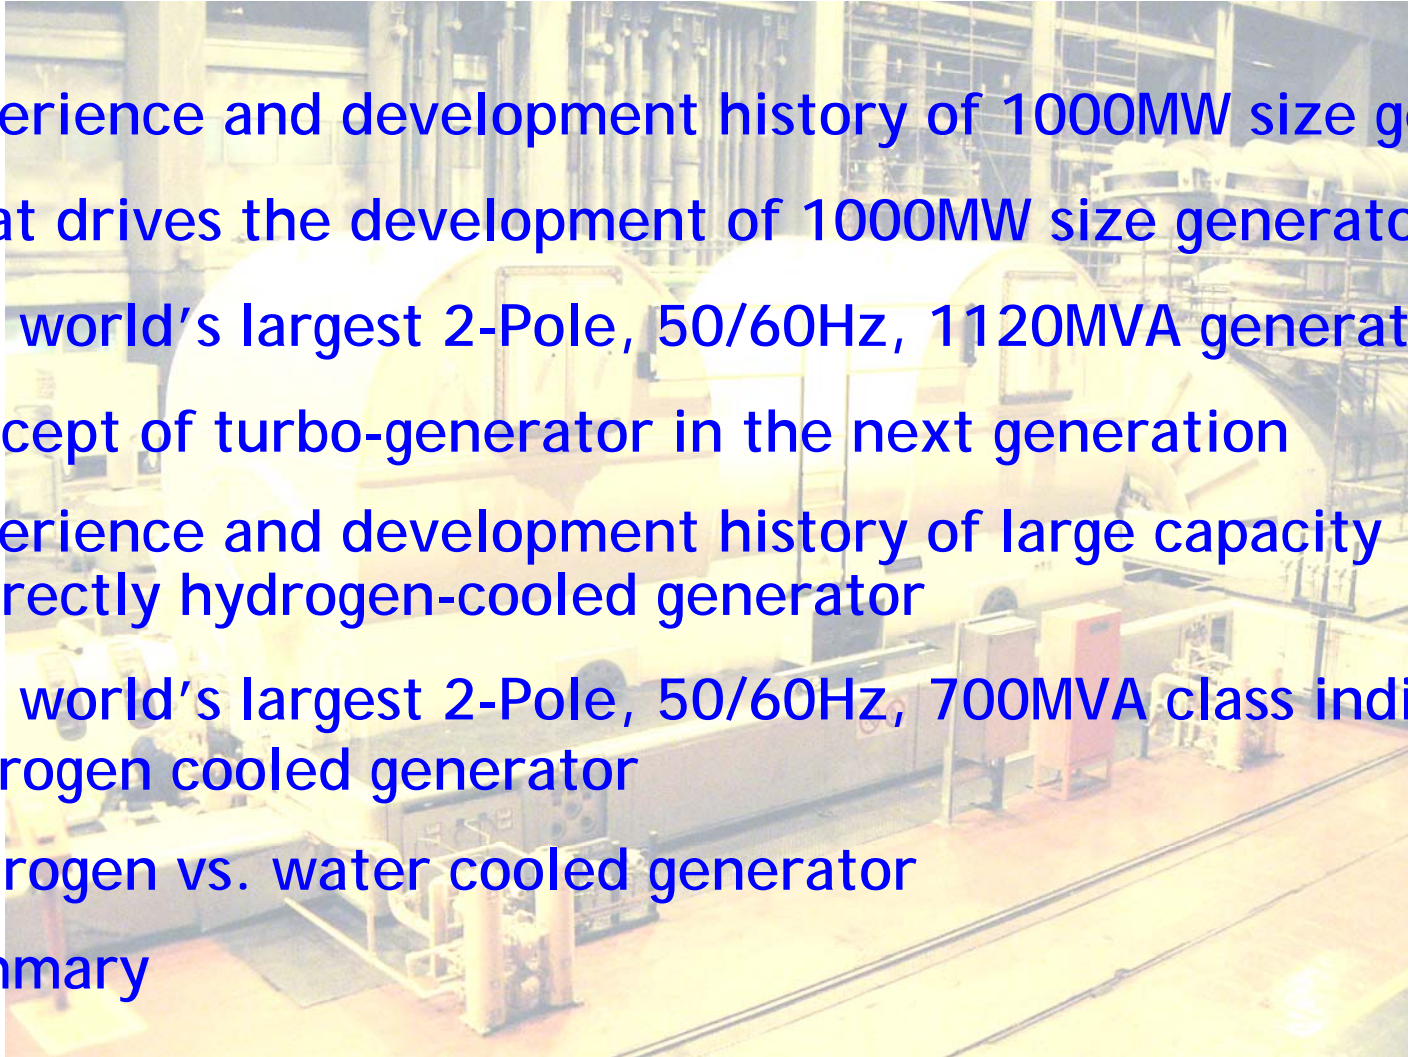 erience and development history of 1000MW size g
at drives the development of 1000MW size generato
world's largest 2-Pole, 50/60Hz, 1120MVA generat
cept of turbo-generator in the next generation
erience and development history of large capacity
rectly hydrogen-cooled generator
world's largest 2-Pole, 50/60Hz, 700MVA class indi
rogen cooled generator
rogen vs. water cooled generator
mmary